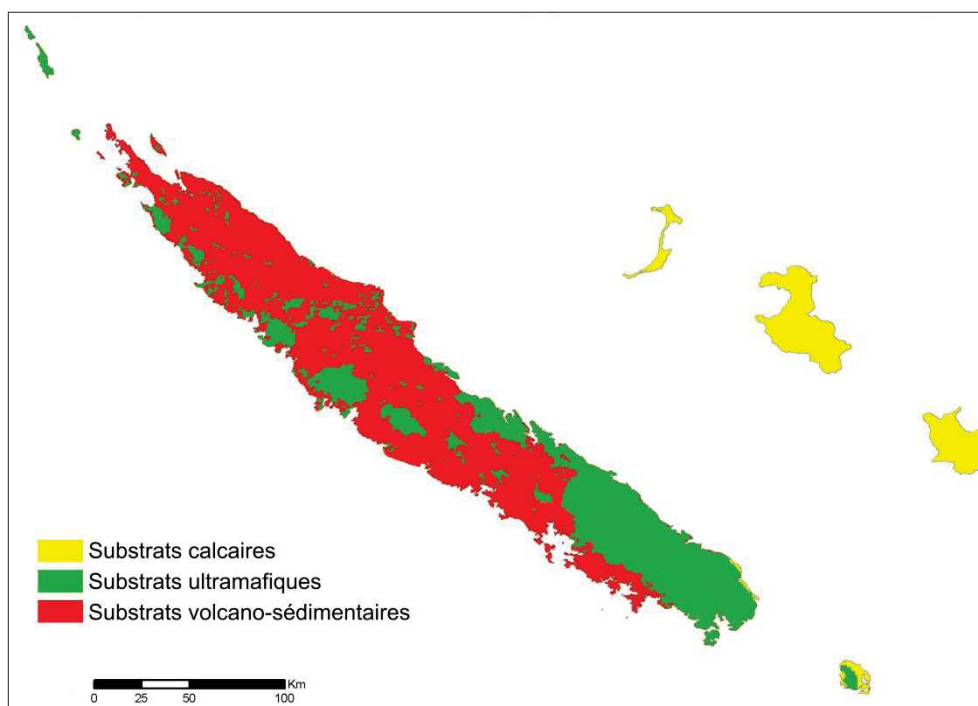 Substrats calcaires
Substrats ultramafiques
Substrats volcano-sédimentaires
Km
0 25 50 100